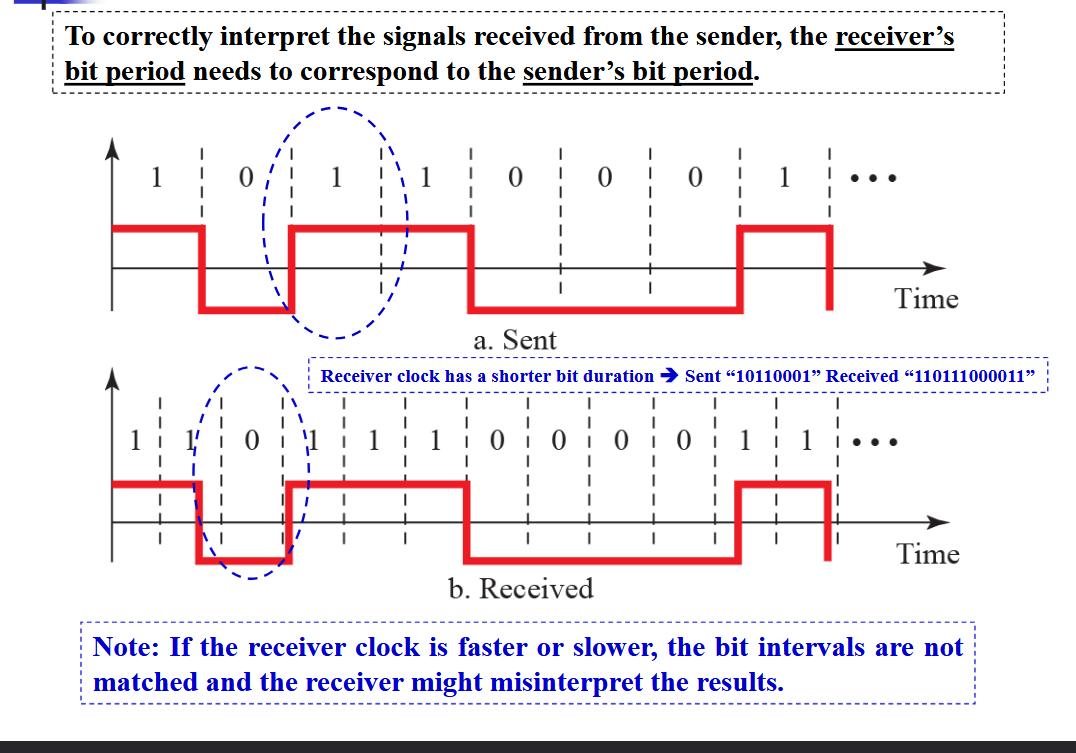 To correctly interpret the signals received from the sender, the receiver’s
bit period needs to correspond to the sender’s bit period.
1 0 1 1 0 0 0 1 •••
Time
a. Sent
Receiver clock has a shorter bit duration ➔ Sent “10110001” Received “110111000011”
1 1 0 1 1 1 0 0 0 0 1 1 •••
Time
b. Received
Note: If the receiver clock is faster or slower, the bit intervals are not
matched and the receiver might misinterpret the results.